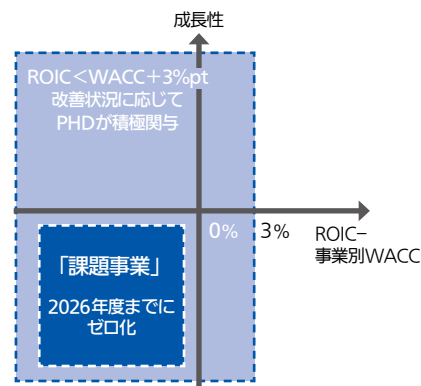 成長性
ROIC<WACC+3%pt
改善状況に応じて
PHDが積極関与
0%
3%
ROIC−
事業別WACC
「課題事業」
2026年度までに
ゼロ化